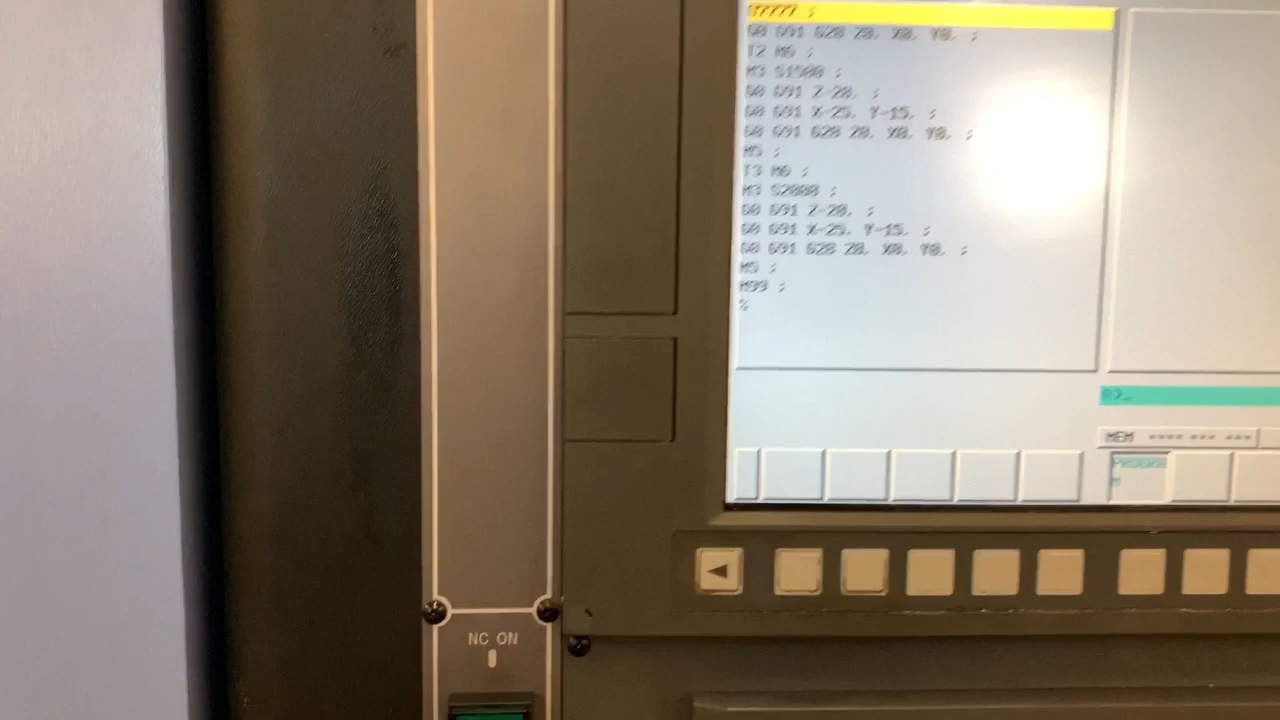 O7777 ;
G0 G91 G28 Z0. X0. Y0. ;
T2 M6 ;
M3 S1500 ;
G0 G91 Z-20. ;
G0 G91 X-25. Y-15. ;
G0 G91 G28 Z0. X0. Y0. ;
M5 ;
T3 M6 ;
M3 S2000 ;
G0 G91 Z-20. ;
G0 G91 X-25. Y-15. ;
G0 G91 G28 Z0. X0. Y0. ;
M5 ;
M99 ;
%
A>_
MEM **** *** ***
PROGRA
M
NC ON